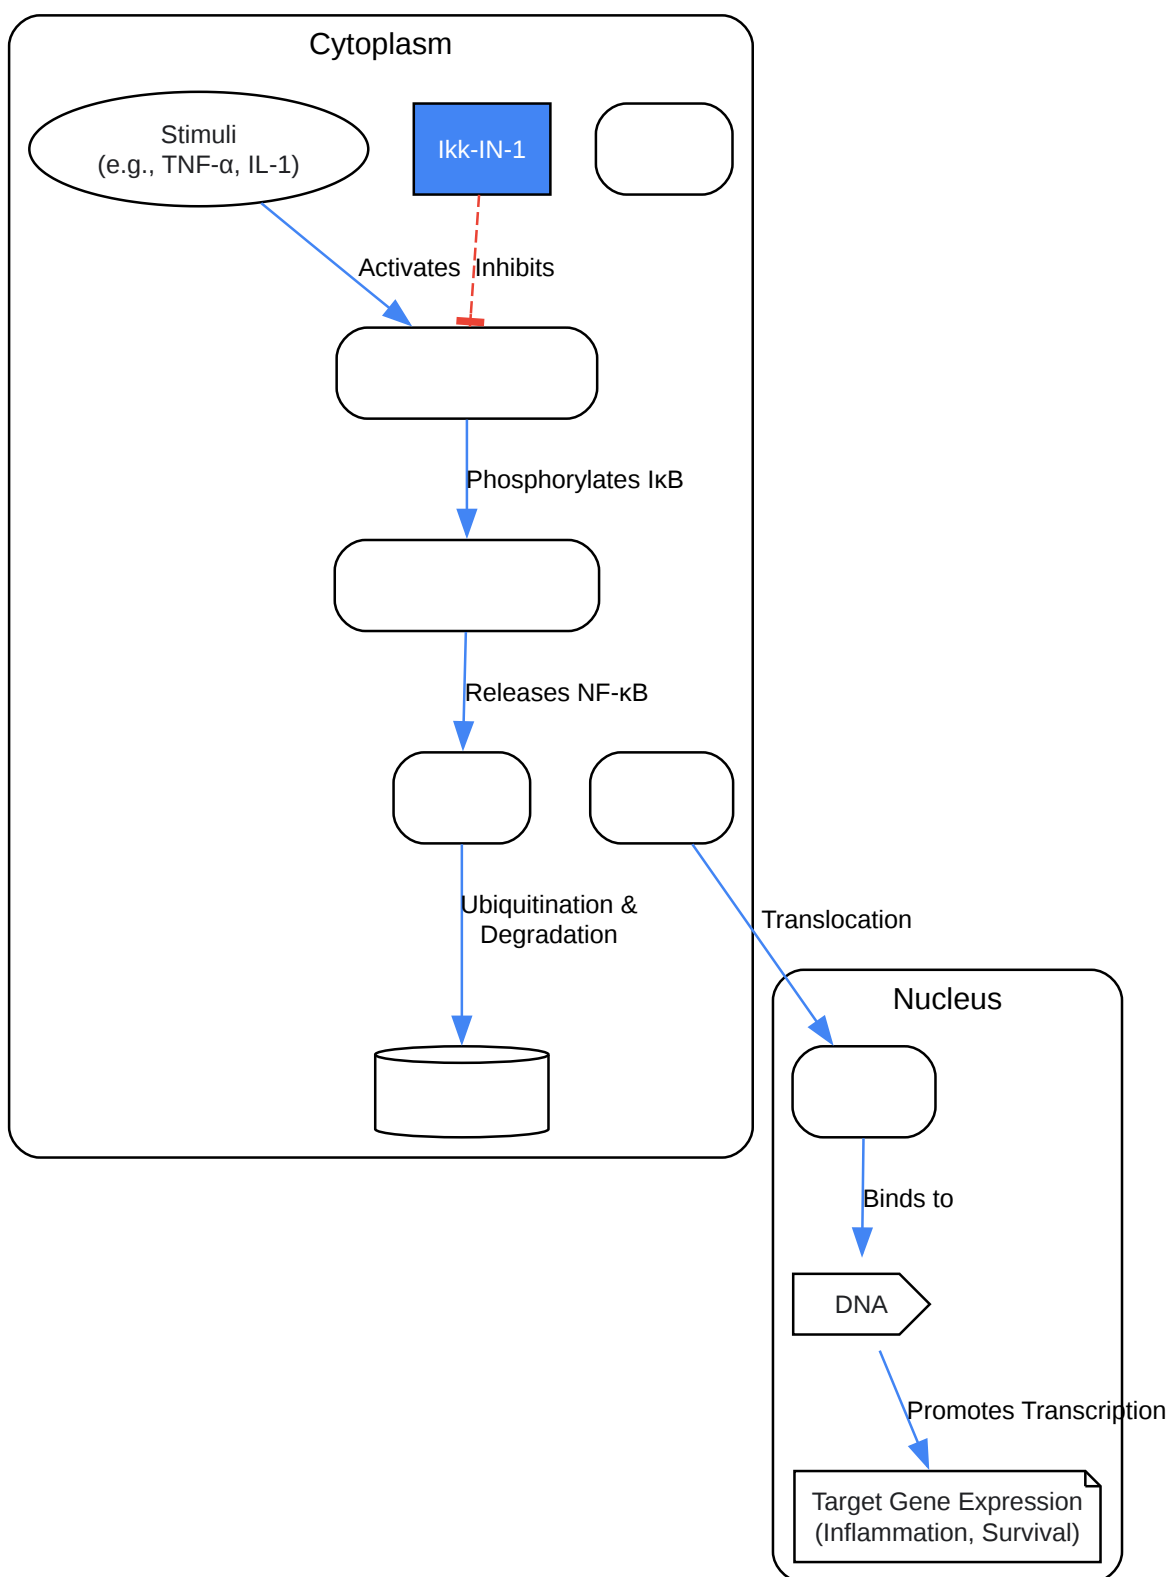 Cytoplasm
Stimuli
(e.g., TNF-α, IL-1)
Ikk-IN-1
Activates
Inhibits
Phosphorylates IκB
Releases NF-κB
Ubiquitination &
Degradation
Translocation
Nucleus
Binds to
DNA
Promotes Transcription
Target Gene Expression
(Inflammation, Survival)